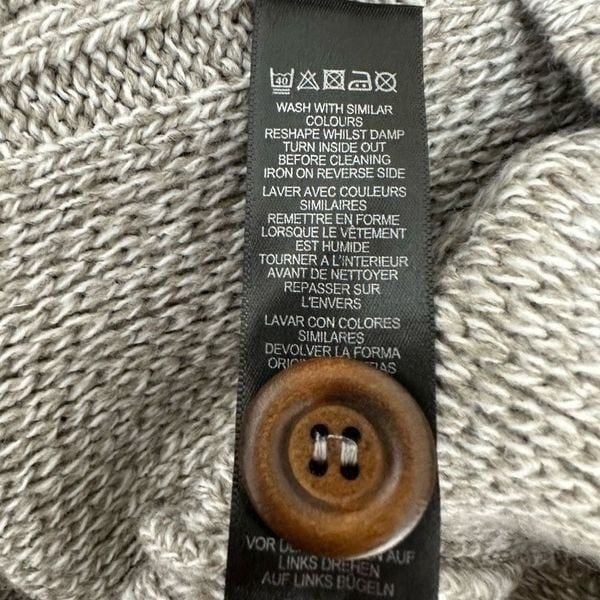 40
WASH WITH SIMILAR
COLOURS
RESHAPE WHILST DAMP
TURN INSIDE OUT
BEFORE CLEANING
IRON ON REVERSE SIDE
LAVER AVEC COULEURS
SIMILAIRES
REMETTRE EN FORME
LORSQUE LE VÊTEMENT
EST HUMIDE
TOURNER A L'INTERIEUR
AVANT DE NETTOYER
REPASSER SUR
L'ENVERS
LAVAR CON COLORES
SIMILARES
DEVOLVER LA FORMA
VOR AUF
LINKS DREHEN
AUF LINKS BÜGELN